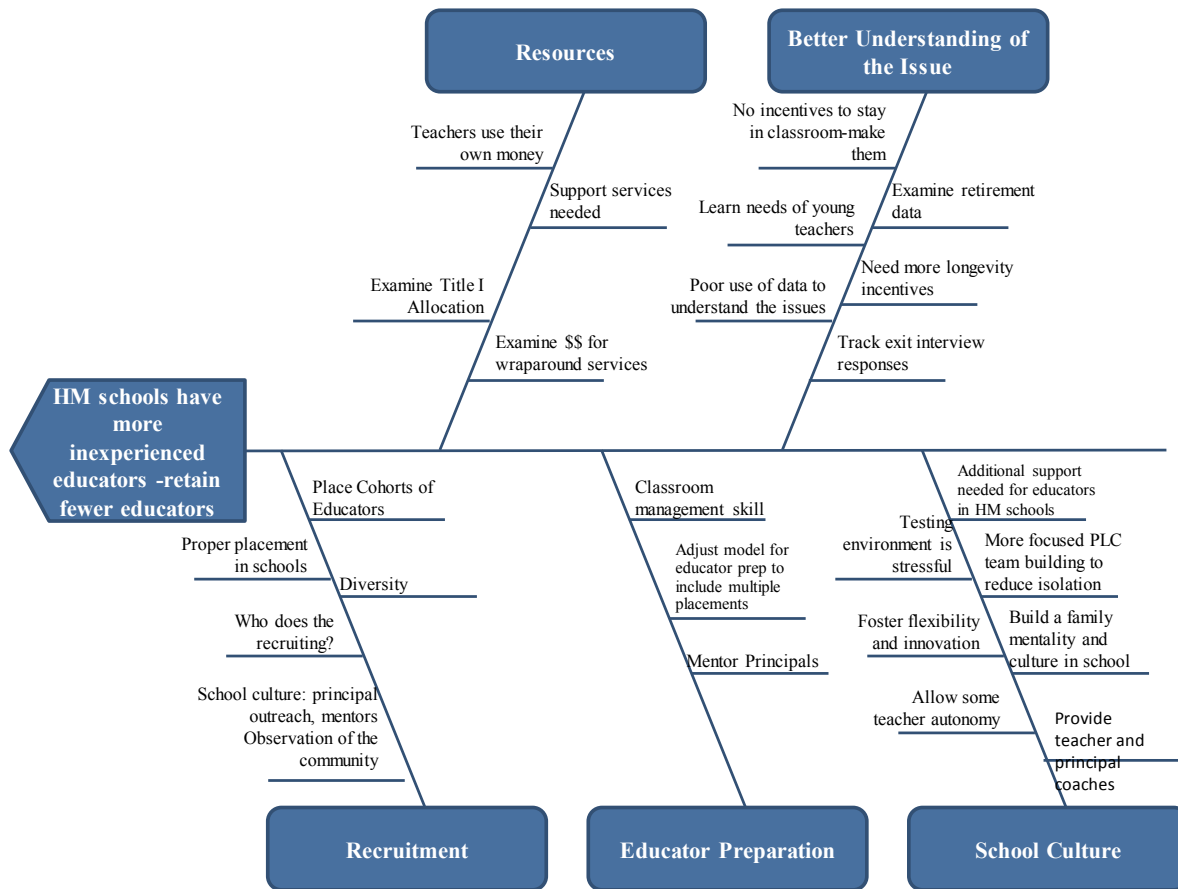 Resources
Better Understanding of
the Issue
Teachers use their
own money
Support services
needed
Examine Title I
Allocation
Examine $$ for
wraparound services
No incentives to stay
in classroom-make
them
Examine retirement
data
Learn needs of young
teachers
Need more longevity
incentives
Poor use of data to
understand the issues
Track exit interview
responses
HM schools have
more
inexperienced
educators -retain
fewer educators
Place Cohorts of
Educators
Proper placement
in schools
Diversity
Who does the
recruiting?
School culture: principal
outreach, mentors
Observation of the
community
Classroom
management skill
Adjust model for
educator prep to
include multiple
placements
Mentor Principals
Additional support
needed for educators
in HM schools
Testing
environment is
stressful
More focused PLC
team building to
reduce isolation
Foster flexibility
and innovation
Build a family
mentality and
culture in school
Allow some
teacher autonomy
Provide
teacher and
principal
coaches
Recruitment
Educator Preparation
School Culture